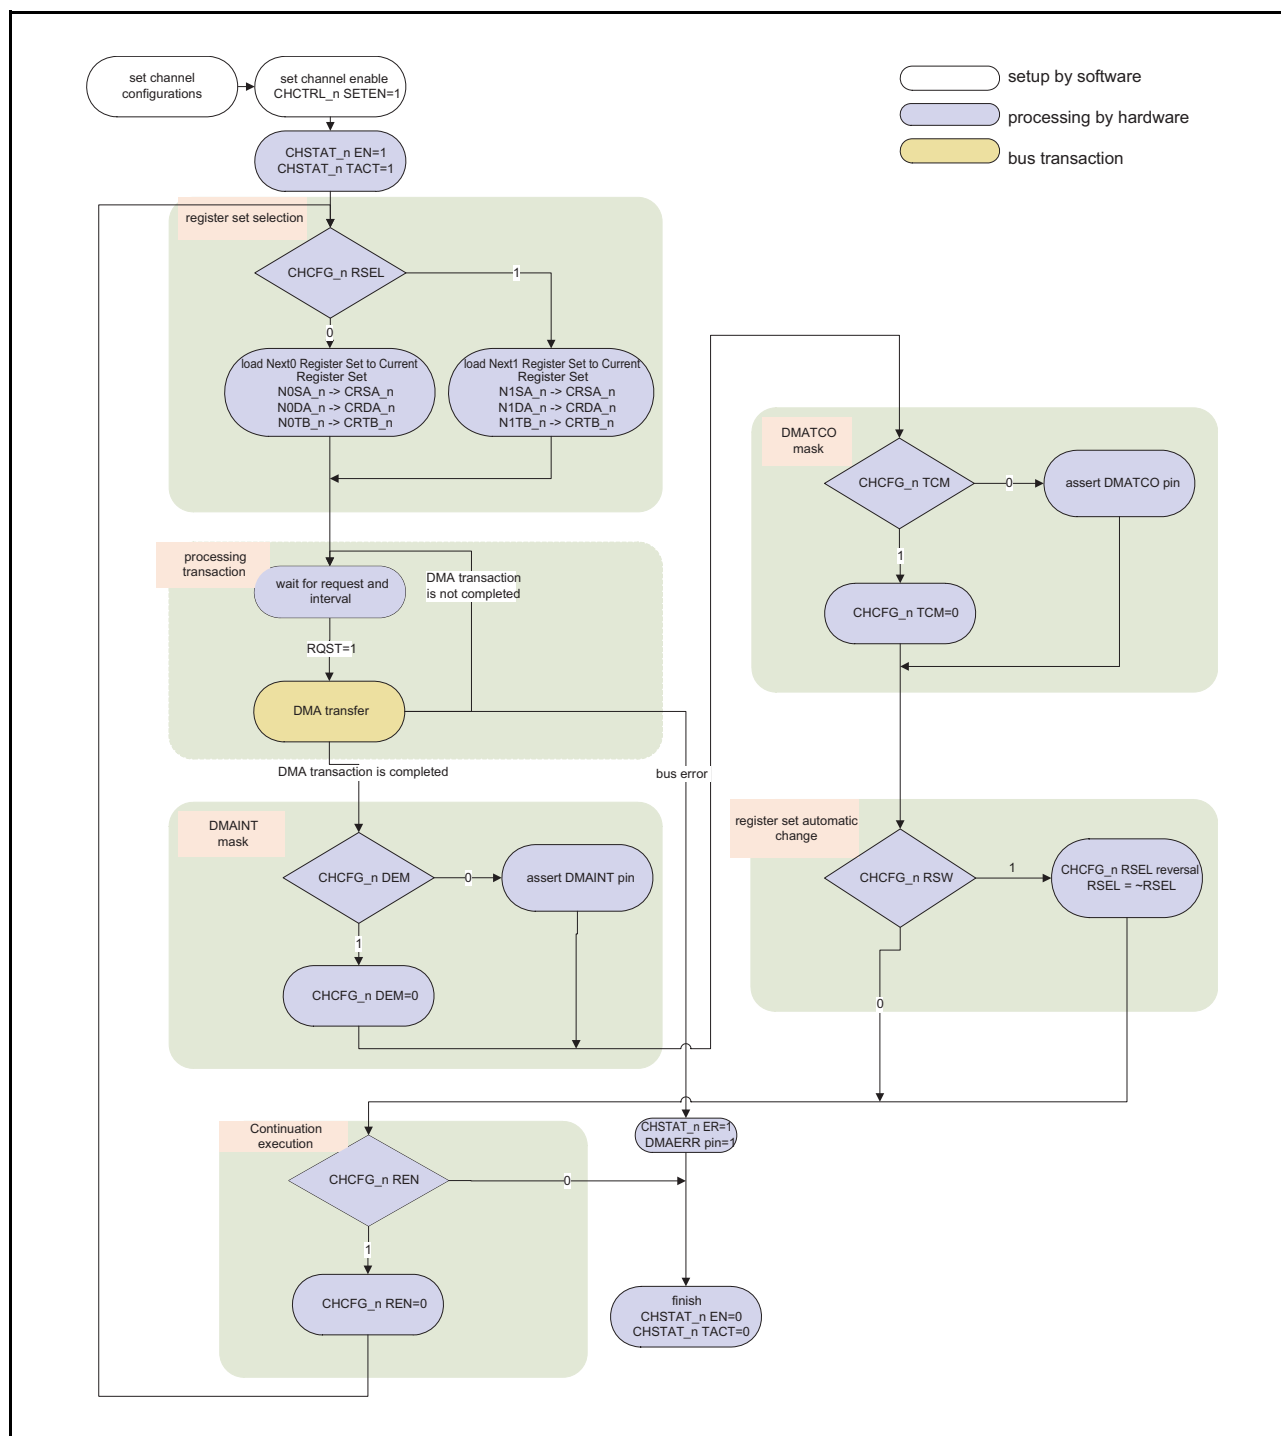 set channel
configurations
set channel enable
CHCTRL_n SETEN=1
setup by software
processing by hardware
bus transaction
CHSTAT_n EN=1
CHSTAT_n TACT=1
register set selection
CHCFG_n RSEL
1
0
load Next0 Register Set to Current
Register Set
N0SA_n -> CRSA_n
N0DA_n -> CRDA_n
N0TB_n -> CRTB_n
load Next1 Register Set to Current
Register Set
N1SA_n -> CRSA_n
N1DA_n -> CRDA_n
N1TB_n -> CRTB_n
processing
transaction
wait for request and
interval
DMA transaction
is not completed
RQST=1
DMA transfer
DMA transaction is completed
bus error
DMAINT
mask
CHCFG_n DEM
0
assert DMAINT pin
1
CHCFG_n DEM=0
DMATCO
mask
CHCFG_n TCM
0
assert DMATCO pin
1
CHCFG_n TCM=0
register set automatic
change
CHCFG_n RSW
1
CHCFG_n RSEL reversal
RSEL = ~RSEL
0
Continuation
execution
CHCFG_n REN
0
1
CHCFG_n REN=0
CHSTAT_n ER=1
DMAERR pin=1
finish
CHSTAT_n EN=0
CHSTAT_n TACT=0